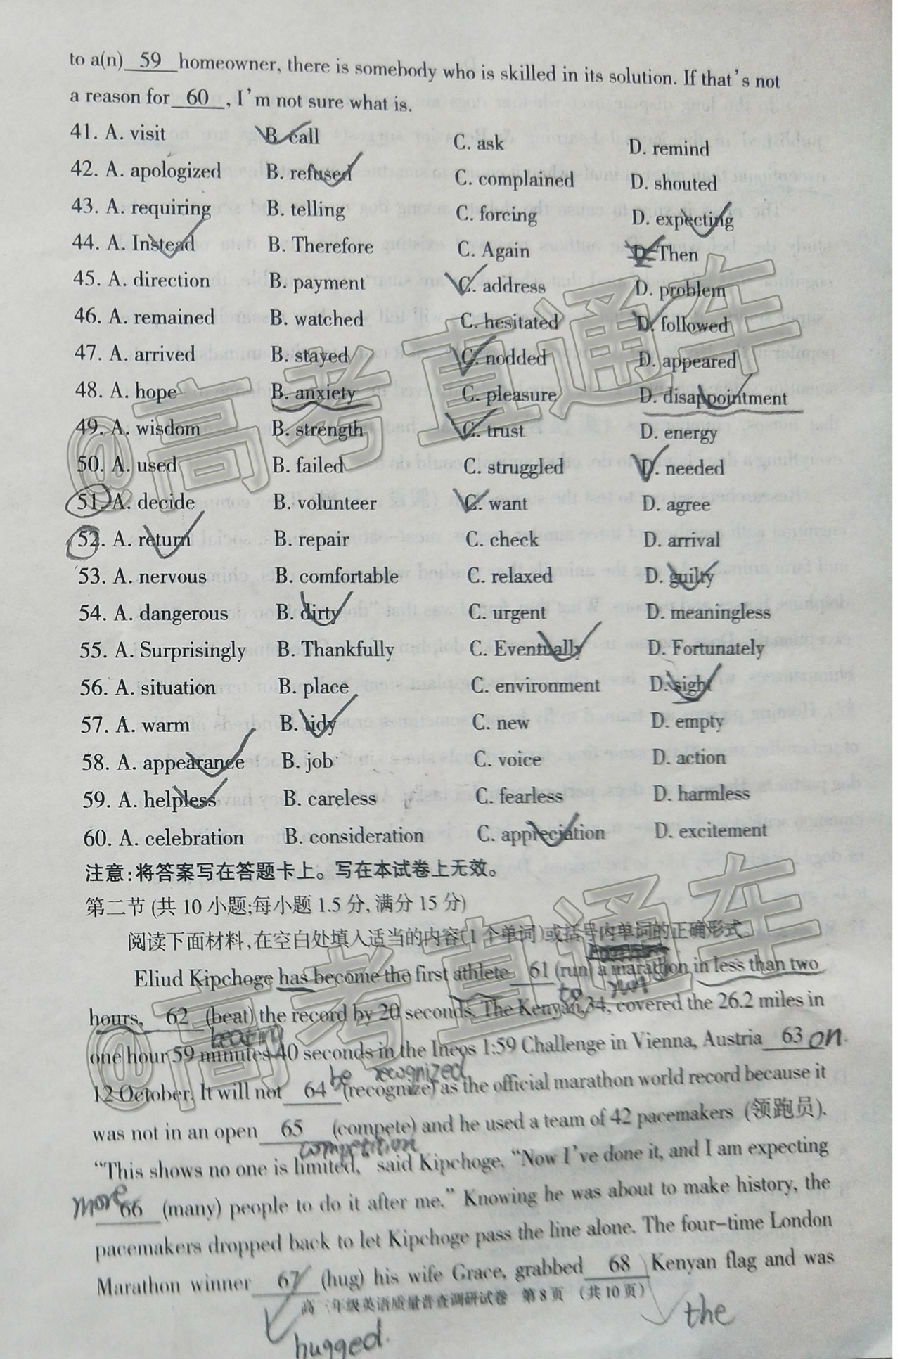 to a(n) 59 homeowner, there is somebody who is skilled in its solution. If that's not
a reason for 60 , I'm not sure what is.
41. A. visit B. call C. ask D. remind
42. A. apologized B. refused C. complained D. shouted
43. A. requiring B. telling C. forcing D. expecting
44. A. Instead B. Therefore C. Again D. Then
45. A. direction B. payment C. address D. problem
46. A. remained B. watched C. hesitated D. followed
47. A. arrived B. stayed C. nodded D. appeared
48. A. hope B. anxiety C. pleasure D. disappointment
49. A. wisdom B. strength C. trust D. energy
50. A. used B. failed C. struggled D. needed
51. A. decide B. volunteer C. want D. agree
52. A. return B. repair C. check D. arrival
53. A. nervous B. comfortable C. relaxed D. guilty
54. A. dangerous B. dirty C. urgent D. meaningless
55. A. Surprisingly B. Thankfully C. Eventually D. Fortunately
56. A. situation B. place C. environment D. sight
57. A. warm B. tidy C. new D. empty
58. A. appearance B. job C. voice D. action
59. A. helpless B. careless C. fearless D. harmless
60. A. celebration B. consideration C. appreciation D. excitement
注意:将答案写在答题卡上。写在本试卷上无效。
第二节(共 10 小题;每小题 1.5 分,满分 15 分)
阅读下面材料,在空白处填入适当的内容(1 个单词)或括号内单词的正确形式。
Eliud Kipchoge has become the first athlete 61 (run) a marathon in less than two
to run
hours, 62 (beat) the record by 20 seconds. The Kenyan, 34, covered the 26.2 miles in
beating
one hour 59 minutes 40 seconds in the Ineos 1:59 Challenge in Vienna, Austria 63 on
be recognized
12 October. It will not 64 (recognize) as the official marathon world record because it
was not in an open 65 (compete) and he used a team of 42 pacemakers (领跑员).
competition
"This shows no one is limited," said Kipchoge, "Now I've done it, and I am expecting
more
66 (many) people to do it after me." Knowing he was about to make history, the
pacemakers dropped back to let Kipchoge pass the line alone. The four-time London
Marathon winner 67 (hug) his wife Grace, grabbed 68 Kenyan flag and was
高三年级英语质量普查调研试卷 第 8 页 (共 10 页)
hugged. the
@高考直通车
@高考直通车